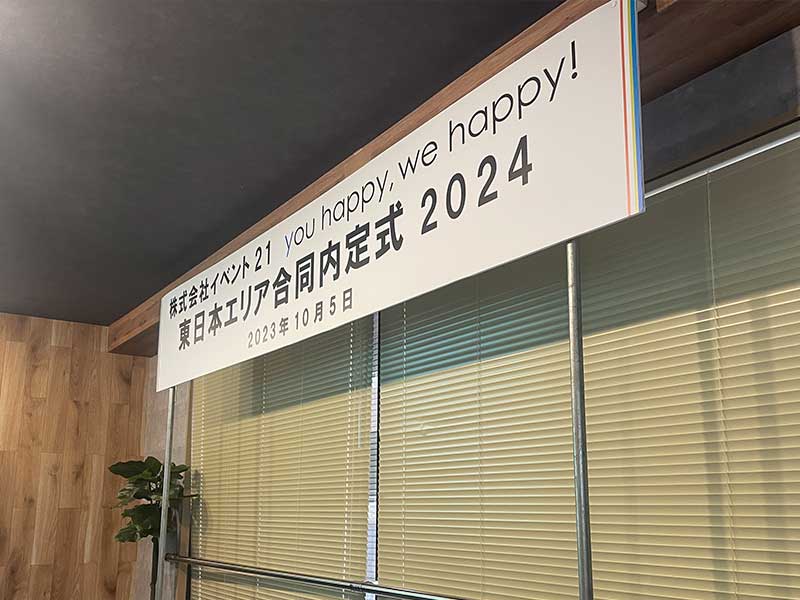 株式会社イベント21 you happy, we happy!
東日本エリア合同内定式 2024
2023年10月5日